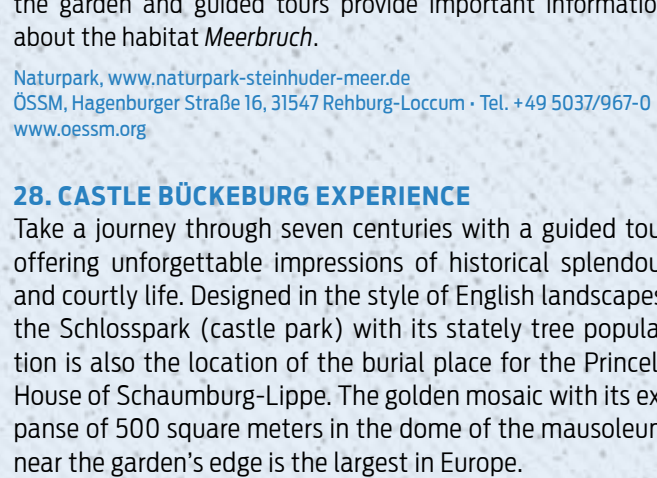 the garden and guided tours provide important informatio
about the habitat Meerbruch.
Naturpark, www.naturpark-steinhuder-meer.de
ÖSSM, Hagenburger Straße 16, 31547 Rehburg-Loccum · Tel. +49 5037/967-0
www.oessm.org
28. CASTLE BÜCKEBURG EXPERIENCE
Take a journey through seven centuries with a guided tou
offering unforgettable impressions of historical splendou
and courtly life. Designed in the style of English landscapes
the Schlosspark (castle park) with its stately tree popula
tion is also the location of the burial place for the Princel
House of Schaumburg-Lippe. The golden mosaic with its ex
panse of 500 square meters in the dome of the mausoleum
near the garden's edge is the largest in Europe.